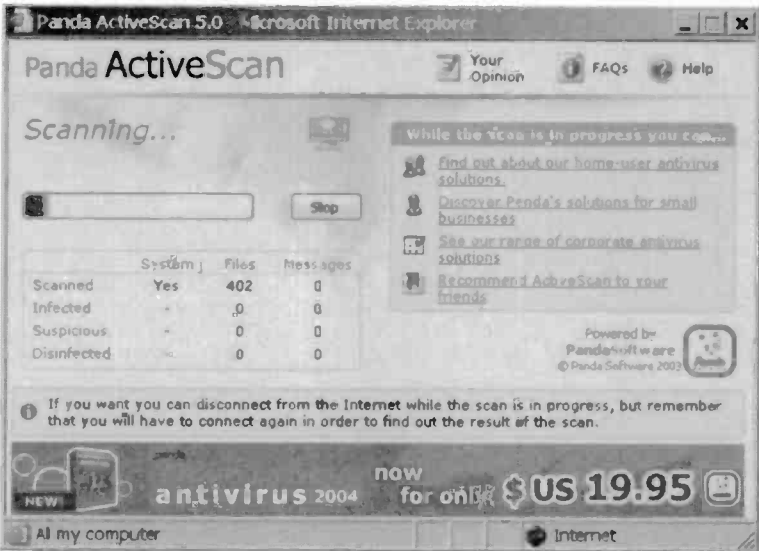 Panda ActiveScan 5.0 - Microsoft Internet Explorer
Panda ActiveScan
Your Opinion
FAQs
Help
Scanning...
While the scan is in progress you can...
Find out about our home-user antivirus
solutions.
Discover Panda's solutions for small
businesses
See our range of corporate antivirus
solutions
Recommend ActiveScan to your
friends
Stop
System Files Messages
Scanned Yes 402 0
Infected - 0 0
Suspicious - 0 0
Disinfected - 0 0
Powered by
PandaSoftware
© Panda Software 2003
If you want you can disconnect from the Internet while the scan is in progress, but remember
that you will have to connect again in order to find out the result of the scan.
NEW
panda
antivirus 2004
now
for only $ US 19.95
All my computer
Internet